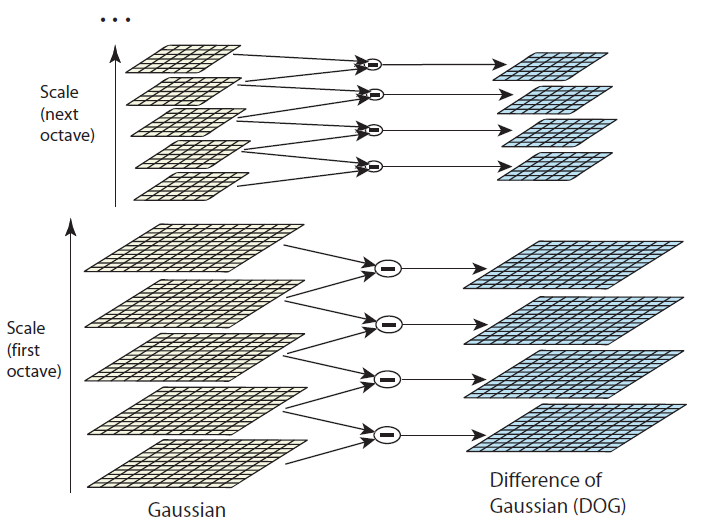 ...
Scale
(next
octave)
Scale
(first
octave)
Gaussian
Difference of
Gaussian (DOG)